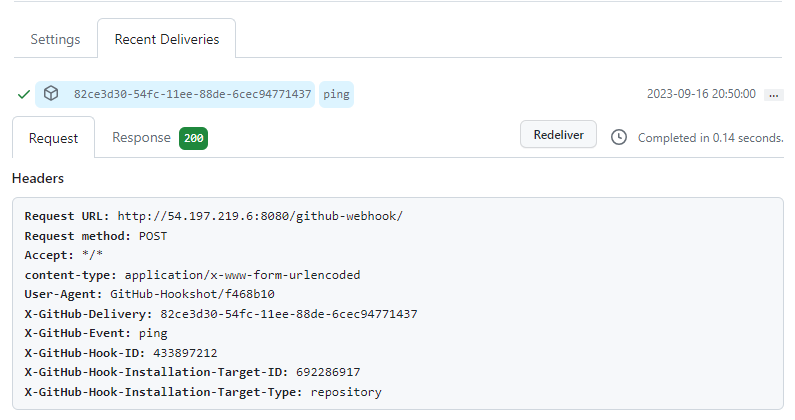 Settings
Recent Deliveries
82ce3d30-54fc-11ee-88de-6cec94771437 ping 2023-09-16 20:50:00 ...
Request Response 200 Redeliver Completed in 0.14 seconds.
Headers
Request URL: http://54.197.219.6:8080/github-webhook/
Request method: POST
Accept: */*
content-type: application/x-www-form-urlencoded
User-Agent: GitHub-Hookshot/f468b10
X-GitHub-Delivery: 82ce3d30-54fc-11ee-88de-6cec94771437
X-GitHub-Event: ping
X-GitHub-Hook-ID: 433897212
X-GitHub-Hook-Installation-Target-ID: 692286917
X-GitHub-Hook-Installation-Target-Type: repository